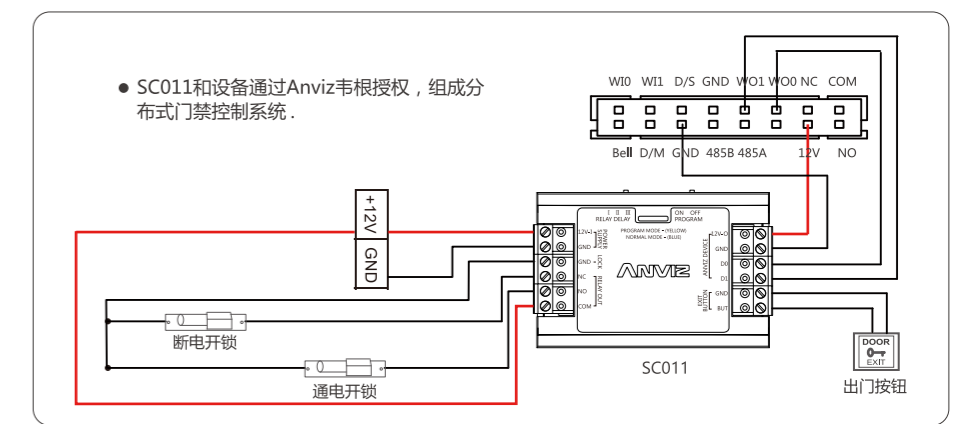 ● SC011和设备通过Anviz韦根授权，组成分
布式门禁控制系统 .
WI0 WI1 D/S GND WO1 WO0 NC COM
Bell D/M GND 485B 485A 12V NO
+12V GND
I II III
RELAY DELAY
ON OFF
PROGRAM
PROGRAM MODE - (YELLOW)
NORMAL MODE - (BLUE)
12V-I
GND
POWER
SUPPLY
GND
LOCK
NC
NO
COM
RELAY OUT
ANVIZ
12V-O
GND
D0
D1
ANVIZ DEVICE
GND
BUT
EXIT
BUTTON
SC011
断电开锁
通电开锁
DOOR
EXIT
出门按钮